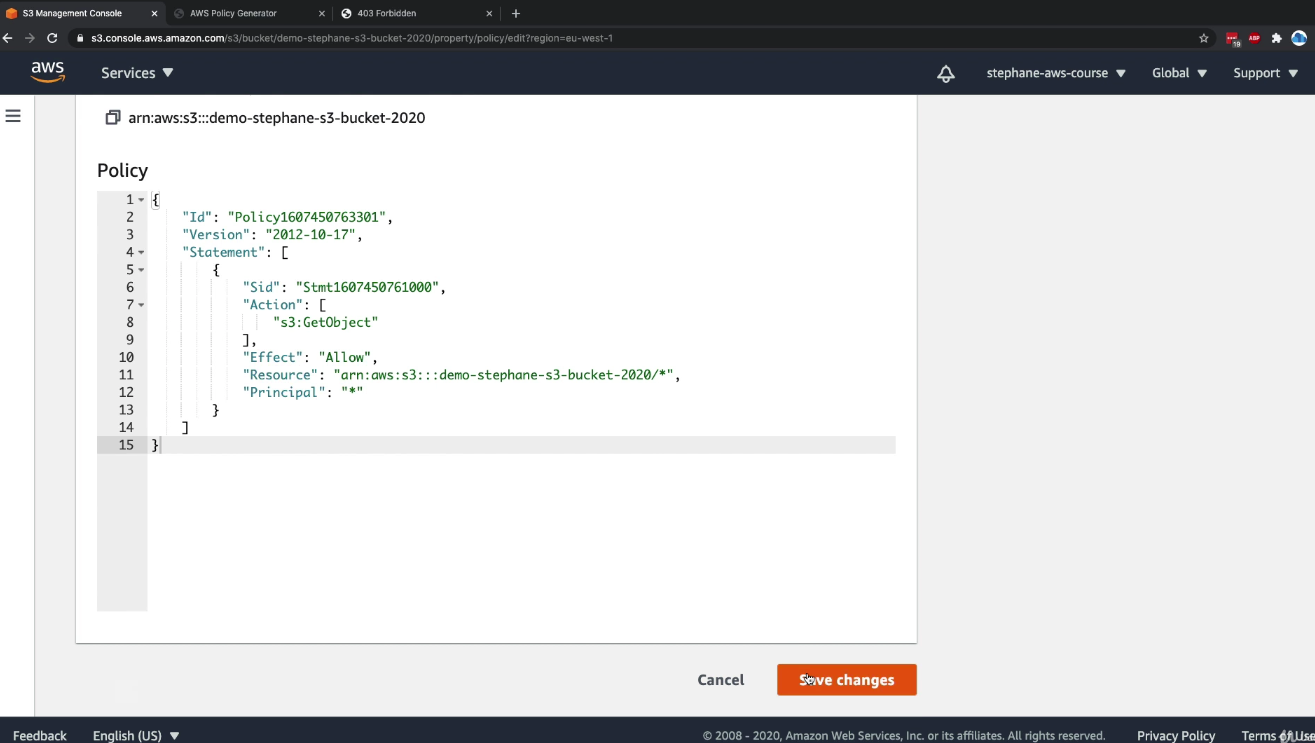 S3 Management Console
AWS Policy Generator
403 Forbidden
s3.console.aws.amazon.com/s3/bucket/demo-stephane-s3-bucket-2020/property/policy/edit?region=eu-west-1
19
ABP
aws
Services
stephane-aws-course
Global
Support
arn:aws:s3:::demo-stephane-s3-bucket-2020
Policy
1 {
2 "Id": "Policy1607450763301",
3 "Version": "2012-10-17",
4 "Statement": [
5 {
6 "Sid": "Stmt1607450761000",
7 "Action": [
8 "s3:GetObject"
9 ],
10 "Effect": "Allow",
11 "Resource": "arn:aws:s3:::demo-stephane-s3-bucket-2020/*",
12 "Principal": "*"
13 }
14 ]
15 }
Cancel
Save changes
Feedback
English (US)
© 2008 - 2020, Amazon Web Services, Inc. or its affiliates. All rights reserved.
Privacy Policy
Terms of Use